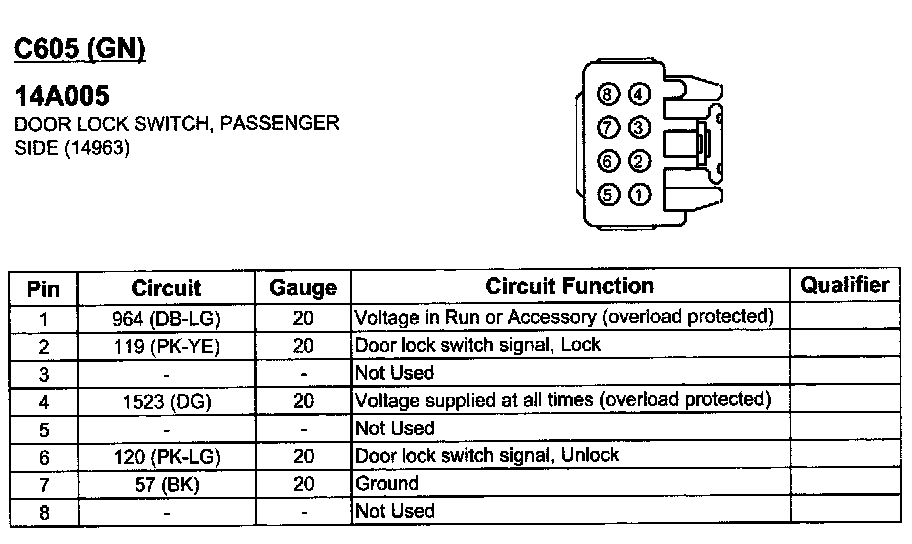 C605 (GN)
14A005
DOOR LOCK SWITCH, PASSENGER
SIDE (14963)
8 4
7 3
6 2
5 1
Pin Circuit Gauge Circuit Function Qualifier
1 964 (DB-LG) 20 Voltage in Run or Accessory (overload protected)
2 119 (PK-YE) 20 Door lock switch signal, Lock
3 - - Not Used
4 1523 (DG) 20 Voltage supplied at all times (overload protected)
5 - - Not Used
6 120 (PK-LG) 20 Door lock switch signal, Unlock
7 57 (BK) 20 Ground
8 - - Not Used